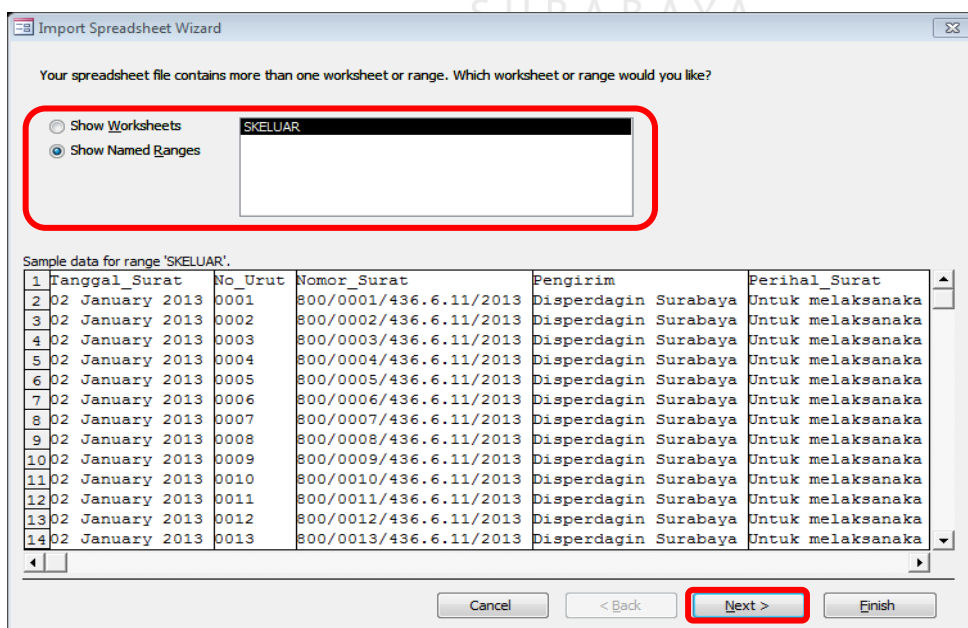 SURABAYA
Import Spreadsheet Wizard
Your spreadsheet file contains more than one worksheet or range. Which worksheet or range would you like?
Show Worksheets
Show Named Ranges
SKELUAR
Sample data for range 'SKELUAR'.
1 Tanggal_Surat No_Urut Nomor_Surat Pengirim Perihal_Surat
2 02 January 2013 0001 800/0001/436.6.11/2013 Disperdagin Surabaya Untuk melaksanaka
3 02 January 2013 0002 800/0002/436.6.11/2013 Disperdagin Surabaya Untuk melaksanaka
4 02 January 2013 0003 800/0003/436.6.11/2013 Disperdagin Surabaya Untuk melaksanaka
5 02 January 2013 0004 800/0004/436.6.11/2013 Disperdagin Surabaya Untuk melaksanaka
6 02 January 2013 0005 800/0005/436.6.11/2013 Disperdagin Surabaya Untuk melaksanaka
7 02 January 2013 0006 800/0006/436.6.11/2013 Disperdagin Surabaya Untuk melaksanaka
8 02 January 2013 0007 800/0007/436.6.11/2013 Disperdagin Surabaya Untuk melaksanaka
9 02 January 2013 0008 800/0008/436.6.11/2013 Disperdagin Surabaya Untuk melaksanaka
10 02 January 2013 0009 800/0009/436.6.11/2013 Disperdagin Surabaya Untuk melaksanaka
11 02 January 2013 0010 800/0010/436.6.11/2013 Disperdagin Surabaya Untuk melaksanaka
12 02 January 2013 0011 800/0011/436.6.11/2013 Disperdagin Surabaya Untuk melaksanaka
13 02 January 2013 0012 800/0012/436.6.11/2013 Disperdagin Surabaya Untuk melaksanaka
14 02 January 2013 0013 800/0013/436.6.11/2013 Disperdagin Surabaya Untuk melaksanaka
Cancel < Back Next > Finish